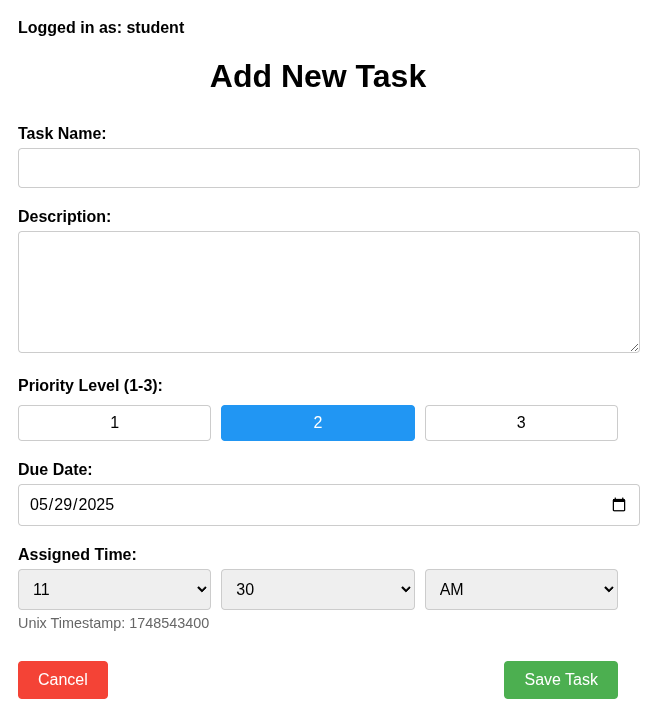 Logged in as: student
Add New Task
Task Name:
Description:
Priority Level (1-3):
1 2 3
Due Date:
05/29/2025
Assigned Time:
11 30 AM
Unix Timestamp: 1748543400
Cancel Save Task